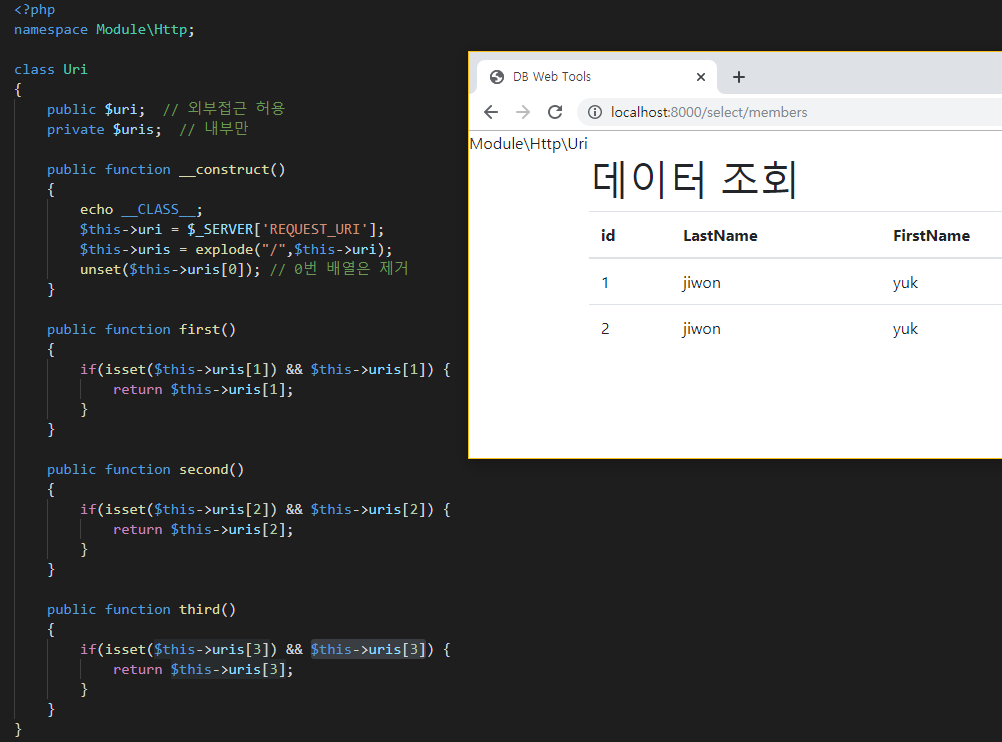 <?php
namespace Module\Http;
class Uri
{
public $uri;  // 외부접근 허용
private $uris;  // 내부만
public function __construct()
{
echo __CLASS__;
$this->uri = $_SERVER['REQUEST_URI'];
$this->uris = explode("/",$this->uri);
unset($this->uris[0]); // 0번 배열은 제거
}
public function first()
{
if(isset($this->uris[1]) && $this->uris[1]) {
return $this->uris[1];
}
}
public function second()
{
if(isset($this->uris[2]) && $this->uris[2]) {
return $this->uris[2];
}
}
public function third()
{
if(isset($this->uris[3]) && $this->uris[3]) {
return $this->uris[3];
}
}
}
DB Web Tools
localhost:8000/select/members
Module\Http\Uri
데이터 조회
id LastName FirstName
1 jiwon yuk
2 jiwon yuk